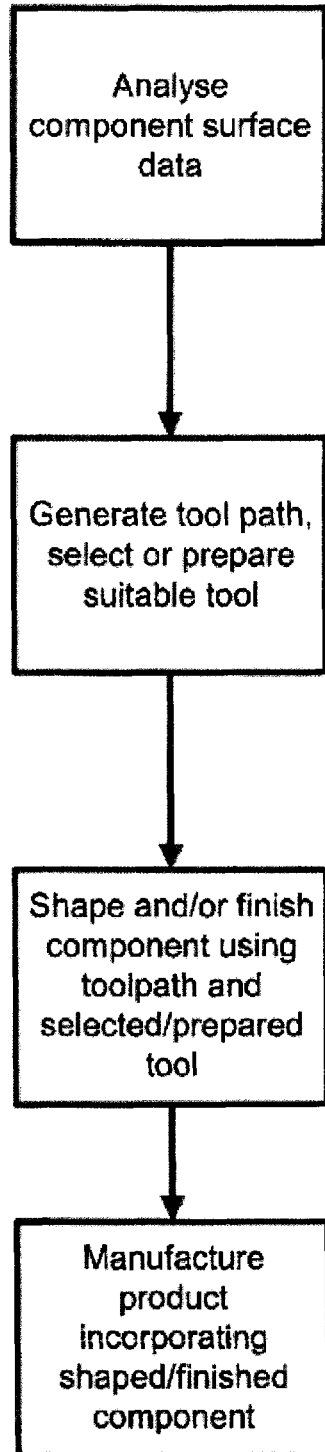 Analyse
component surface
data
Generate tool path,
select or prepare
suitable tool
Shape and/or finish
component using
toolpath and
selected/prepared
tool
Manufacture
product
incorporating
shaped/finished
component